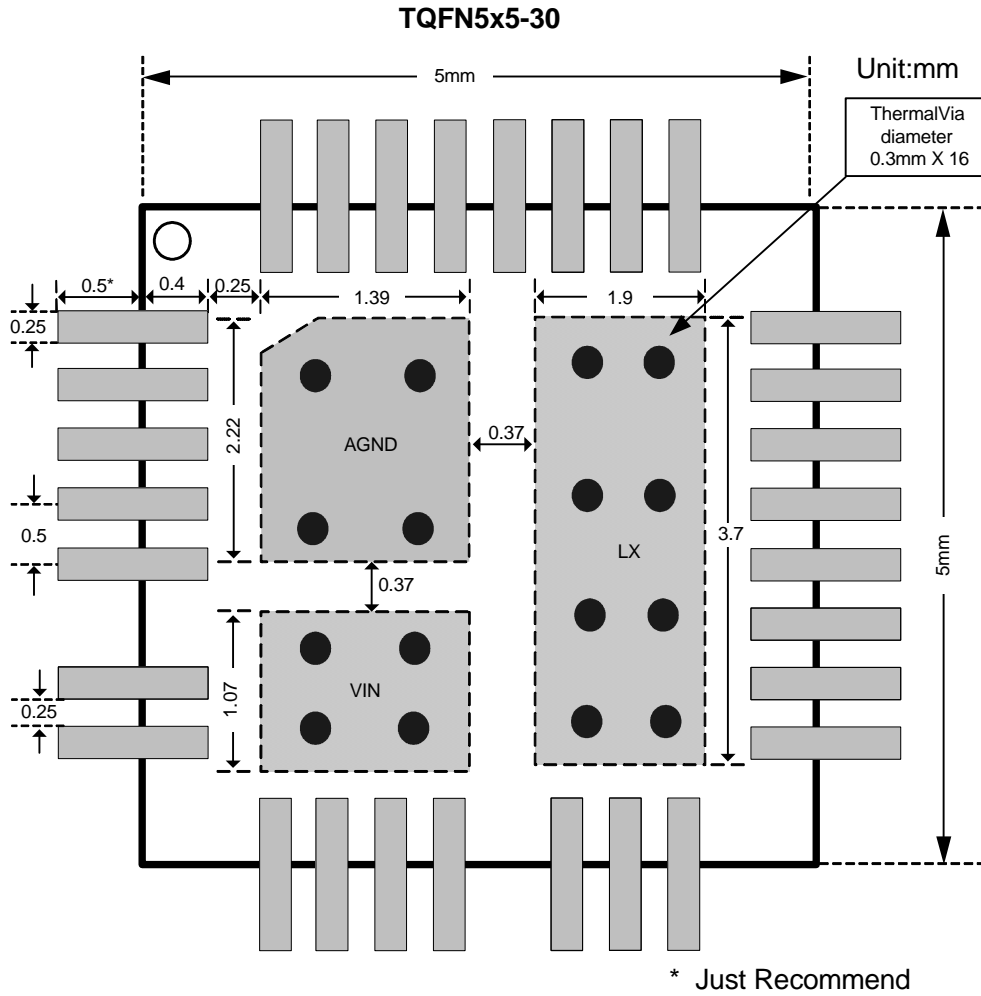 TQFN5x5-30
5mm
Unit:mm
ThermalVia
diameter
0.3mm X 16
0.5*
0.4
0.25
1.39
1.9
0.25
2.22
AGND
0.37
0.5
LX
3.7
5mm
0.37
VIN
1.07
0.25
* Just Recommend